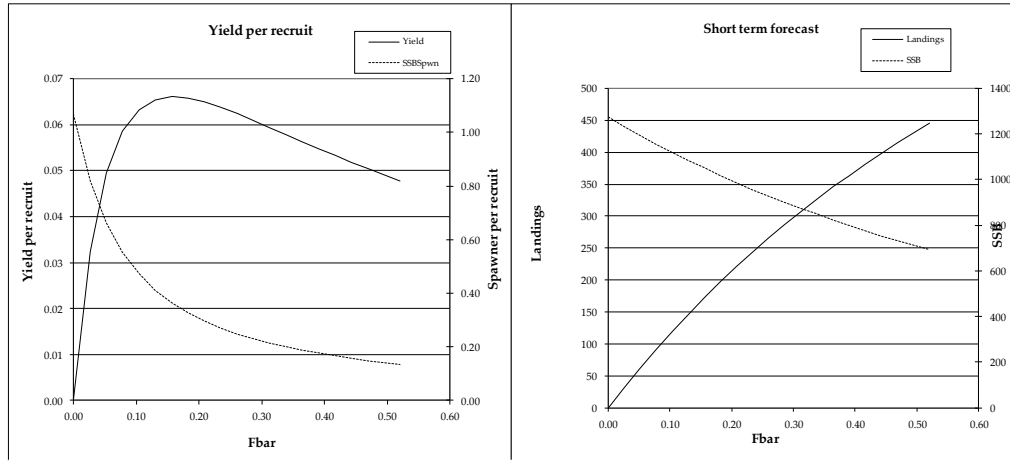 Yield per recruit
Yield
SSBSpwn
0.07
0.06
0.05
0.04
0.03
0.02
0.01
0.00
Yield per recruit
1.20
1.00
0.80
0.60
0.40
0.20
0.00
Spawner per recruit
0.00 0.10 0.20 0.30 0.40 0.50 0.60
Fbar
Short term forecast
Landings
SSB
500
450
400
350
300
250
200
150
100
50
0
Landings
1400
1200
1000
800
600
400
200
0
SSB
0.00 0.10 0.20 0.30 0.40 0.50 0.60
Fbar